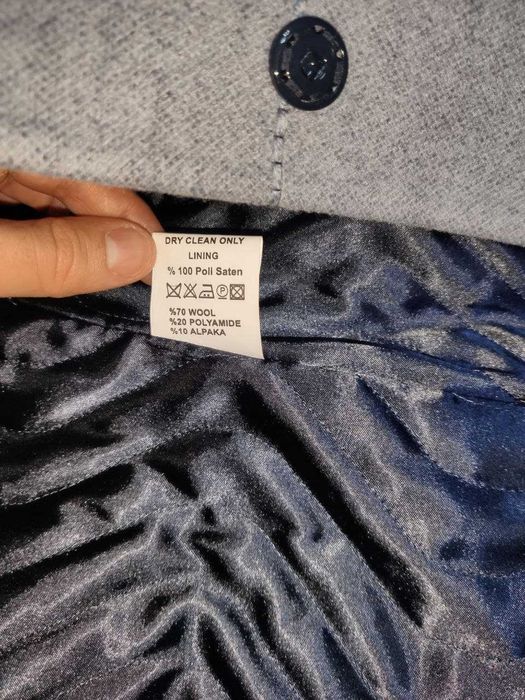 DRY CLEAN ONLY
LINING
% 100 Poli Saten
%70 WOOL
%20 POLYAMIDE
%10 ALPAKA